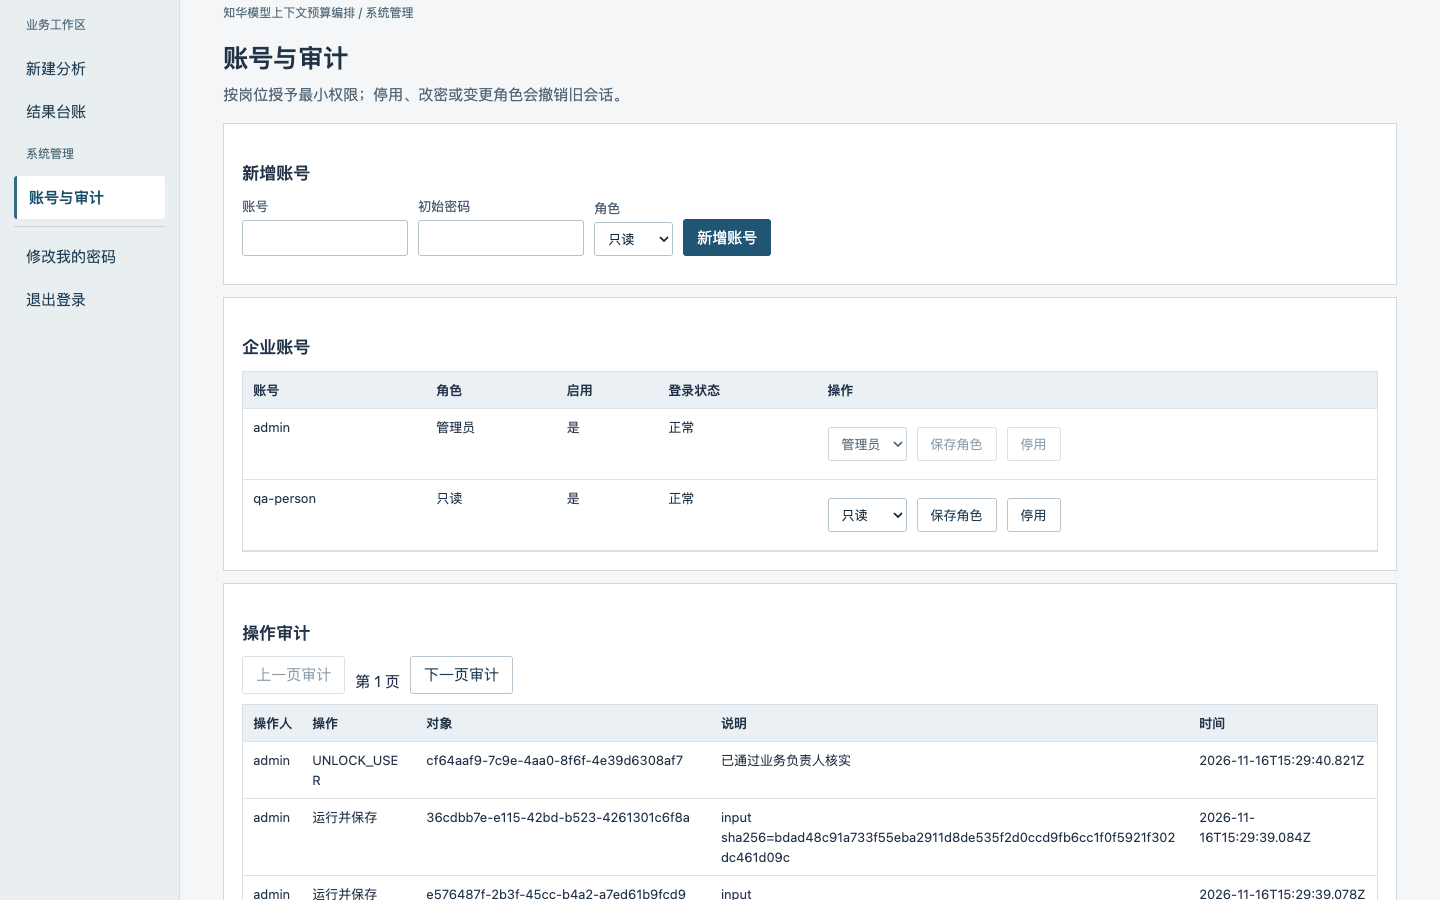 业务工作区
新建分析
结果台账
系统管理
账号与审计
修改我的密码
退出登录
知华模型上下文预算编排 / 系统管理
账号与审计
按岗位授予最小权限；停用、改密或变更角色会撤销旧会话。
新增账号
账号 初始密码 角色
只读 新增账号
企业账号
账号 角色 启用 登录状态 操作
admin 管理员 是 正常 管理员 保存角色 停用
qa-person 只读 是 正常 只读 保存角色 停用
操作审计
上一页审计 第 1 页 下一页审计
操作人 操作 对象 说明 时间
admin UNLOCK_USE cf64aaf9-7c9e-4aa0-8f6f-4e39d6308af7 已通过业务负责人核实 2026-11-16T15:29:40.821Z
R
admin 运行并保存 36cdbb7e-e115-42bd-b523-4261301c6f8a input 2026-11-
sha256=bdad48c91a733f55eba2911d8de535f2d0ccd9fb6cc1f0f5921f302 16T15:29:39.084Z
dc461d09c
admin 运行并保存 e576487f-2b3f-45cc-b4a2-a7ed61b9fcd9 input 2026-11-16T15:29:39.078Z